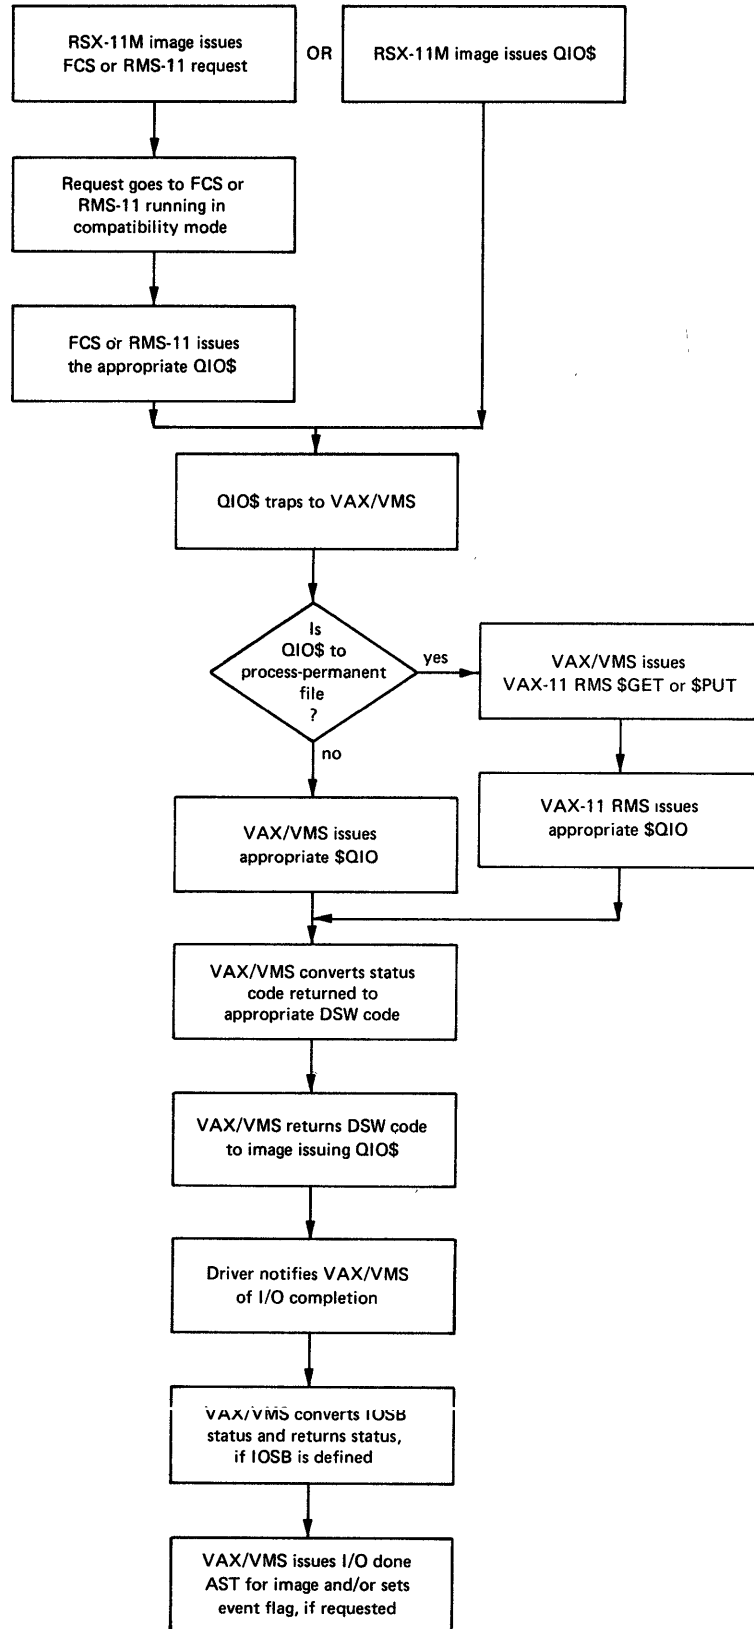 RSX-11M image issues
FCS or RMS-11 request
OR
RSX-11M image issues QIO$
Request goes to FCS or
RMS-11 running in
compatibility mode
FCS or RMS-11 issues
the appropriate QIO$
QIO$ traps to VAX/VMS
Is
QIO$ to
process-permanent
file
?
yes
VAX/VMS issues
VAX-11 RMS $GET or $PUT
no
VAX-11 RMS issues
appropriate $QIO
VAX/VMS issues
appropriate $QIO
VAX/VMS converts status
code returned to
appropriate DSW code
VAX/VMS returns DSW code
to image issuing QIO$
Driver notifies VAX/VMS
of I/O completion
VAX/VMS converts IOSB
status and returns status,
if IOSB is defined
VAX/VMS issues I/O done
AST for image and/or sets
event flag, if requested